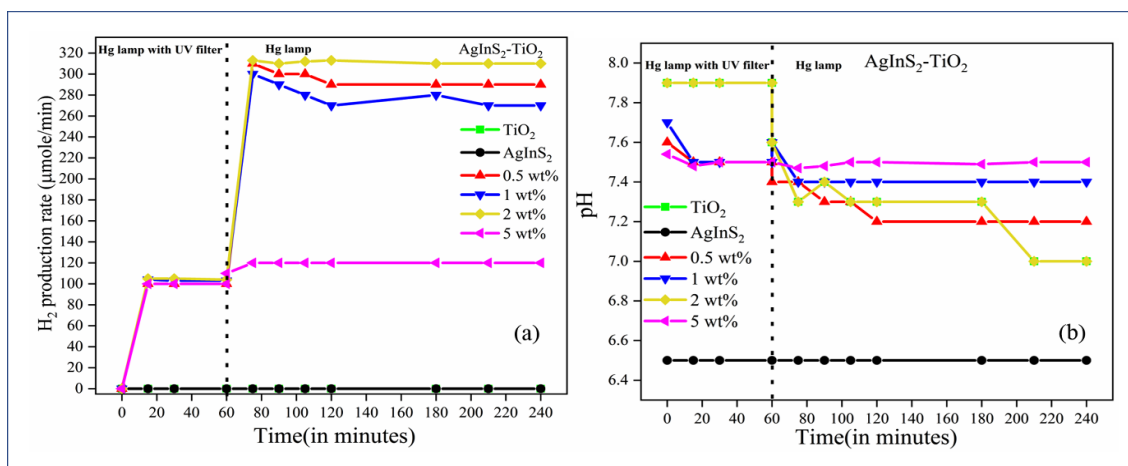 Hg lamp with UV filter
Hg lamp
AgInS₂-TiO₂
320
300
280
260
240
220
200
180
160
140
120
100
80
60
40
20
0
H₂ production rate (μmole/min)
TiO₂
AgInS₂
0.5 wt%
1 wt%
2 wt%
5 wt%
(a)
0 20 40 60 80 100 120 140 160 180 200 220 240
Time(in minutes)
Hg lamp with UV filter
Hg lamp
AgInS₂-TiO₂
8.0
7.8
7.6
7.4
7.2
7.0
6.8
6.6
6.4
pH
TiO₂
AgInS₂
0.5 wt%
1 wt%
2 wt%
5 wt%
(b)
0 20 40 60 80 100 120 140 160 180 200 220 240
Time(in minutes)